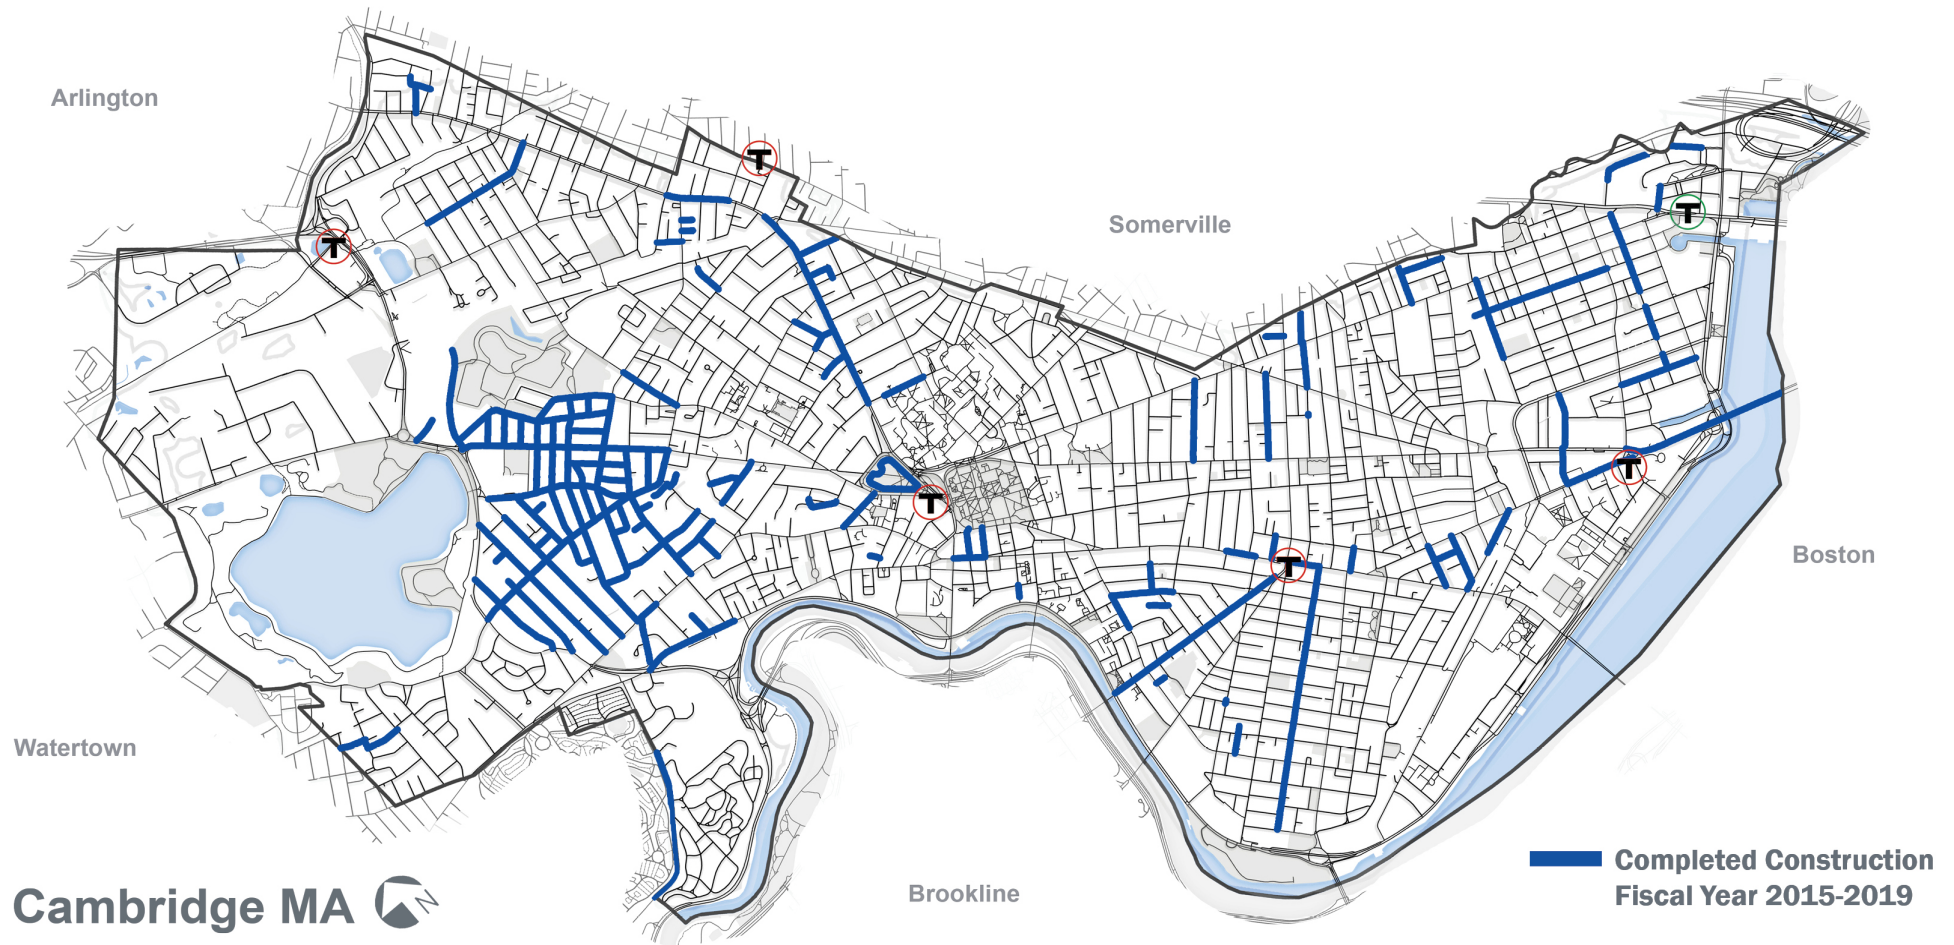 Arlington
Somerville
Boston
Watertown
Brookline
Cambridge MA
N
Completed Construction
Fiscal Year 2015-2019
T
T
T
T
T
T